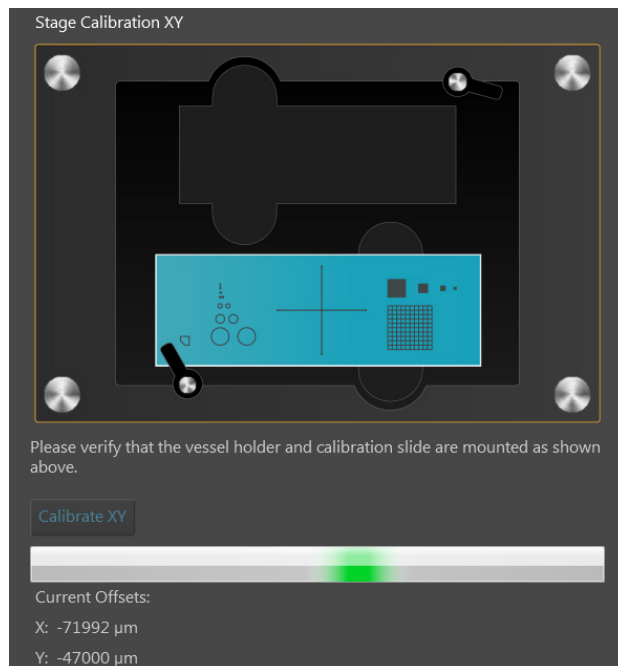 Stage Calibration XY
Please verify that the vessel holder and calibration slide are mounted as shown
above.
Calibrate XY
Current Offsets:
X: -71992 µm
Y: -47000 µm